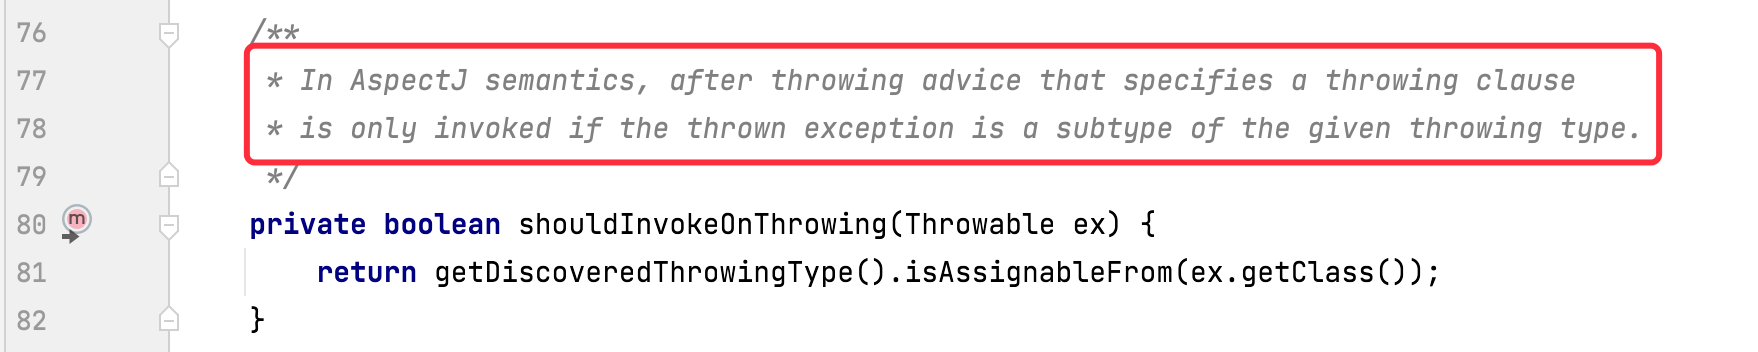 76 /**
77 * In AspectJ semantics, after throwing advice that specifies a throwing clause
78 * is only invoked if the thrown exception is a subtype of the given throwing type.
79 */
80 m private boolean shouldInvokeOnThrowing(Throwable ex) {
81 return getDiscoveredThrowingType().isAssignableFrom(ex.getClass());
82 }